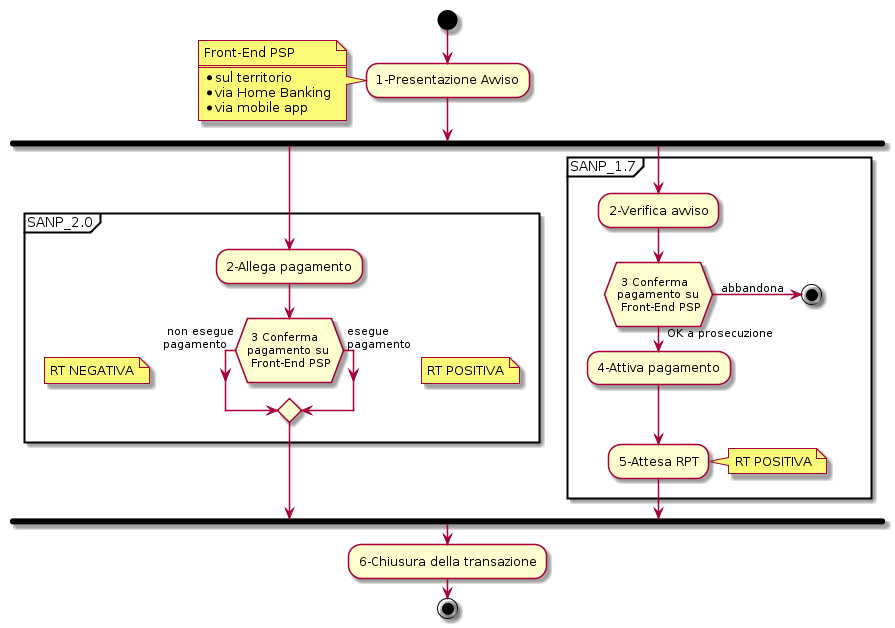 Front-End PSP
sul territorio
via Home Banking
via mobile app
1-Presentazione Avviso
SANP_2.0
2-Allega pagamento
non esegue
pagamento
3 Conferma
pagamento su
Front-End PSP
esegue
pagamento
RT NEGATIVA
RT POSITIVA
SANP_1.7
2-Verifica avviso
3 Conferma
pagamento su
Front-End PSP
abbandona
OK a prosecuzione
4-Attiva pagamento
5-Attesa RPT
RT POSITIVA
6-Chiusura della transazione